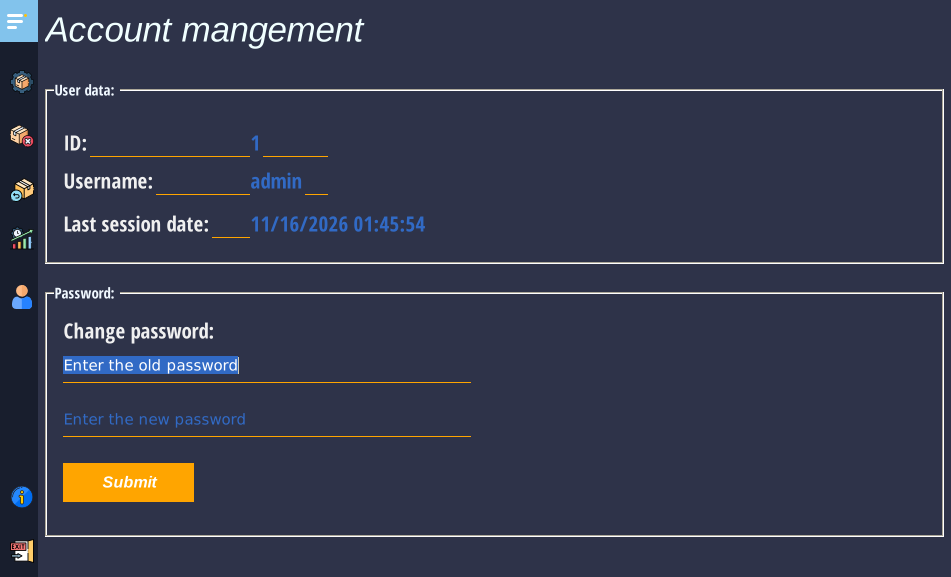 Account mangement
User data:
ID: 1
Username: admin
Last session date: 11/16/2026 01:45:54
Password:
Change password:
Enter the old password
Enter the new password
Submit
EXIT